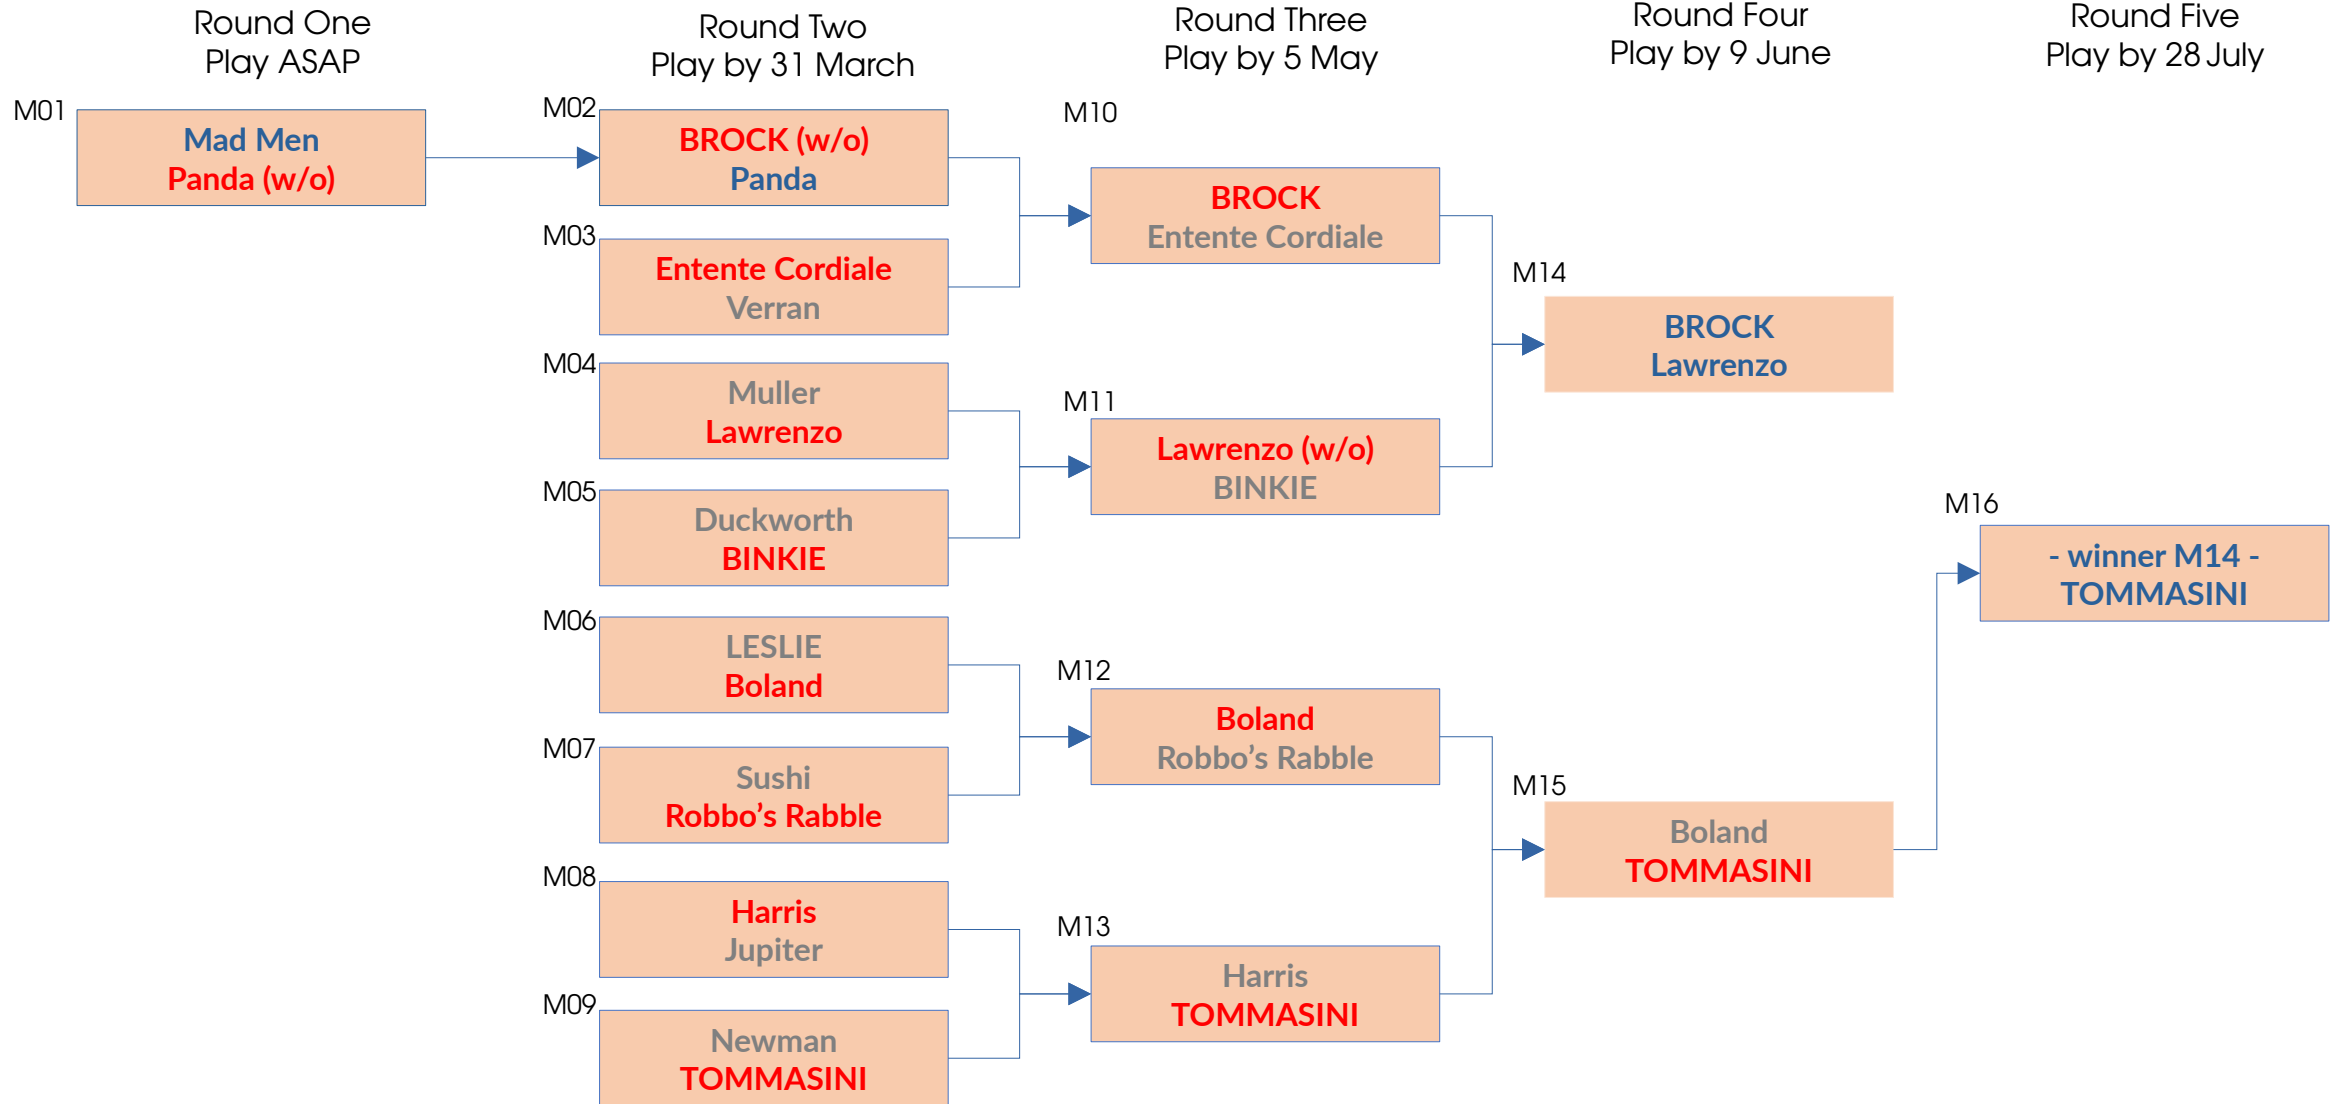 Round One
Play ASAP
Round Two
Play by 31 March
Round Three
Play by 5 May
Round Four
Play by 9 June
Round Five
Play by 28 July
M01
Mad Men
Panda (w/o)
M02
BROCK (w/o)
Panda
M03
Entente Cordiale
Verran
M04
Muller
Lawrenzo
M05
Duckworth
BINKIE
M06
LESLIE
Boland
M07
Sushi
Robbo’s Rabble
M08
Harris
Jupiter
M09
Newman
TOMMASINI
M10
BROCK
Entente Cordiale
M11
Lawrenzo (w/o)
BINKIE
M12
Boland
Robbo’s Rabble
M13
Harris
TOMMASINI
M14
BROCK
Lawrenzo
M15
Boland
TOMMASINI
M16
- winner M14 -
TOMMASINI